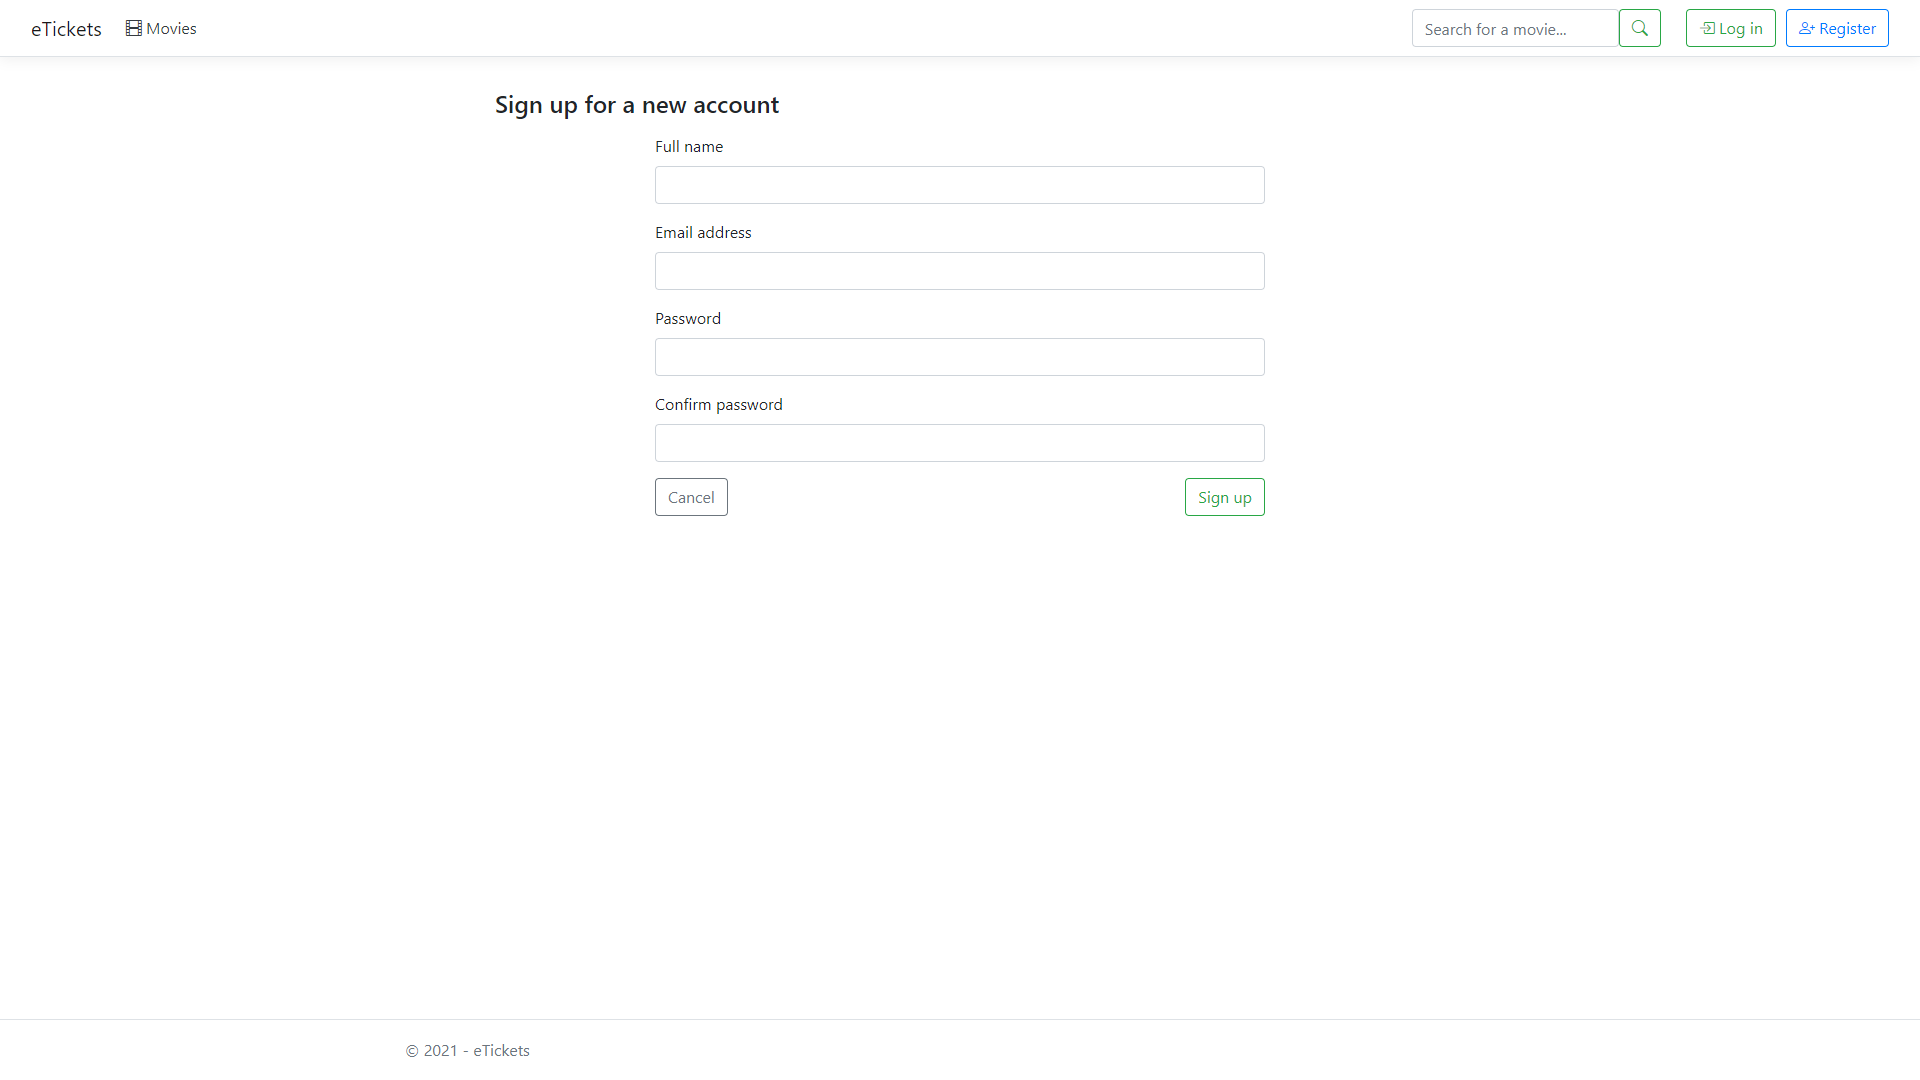 eTickets Movies Search for a movie... Log in Register
Sign up for a new account
Full name
Email address
Password
Confirm password
Cancel Sign up
© 2021 - eTickets